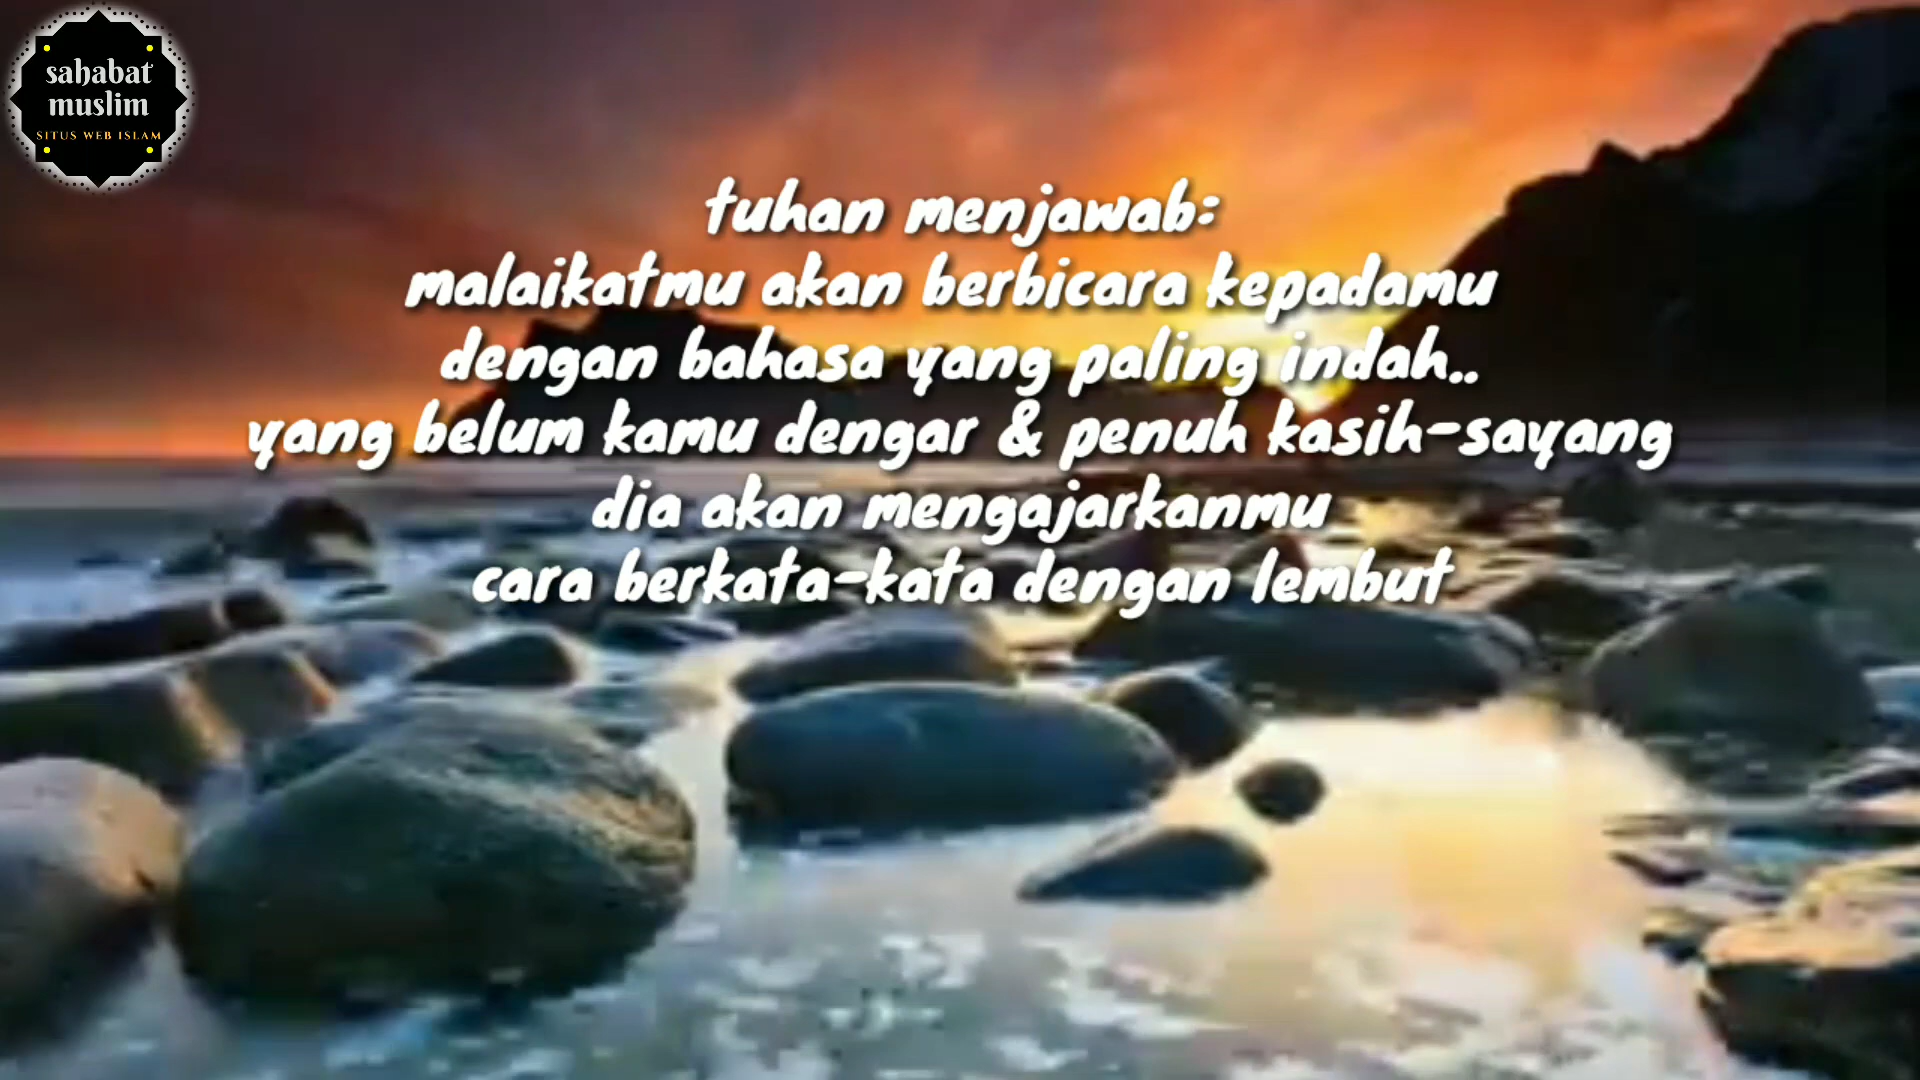 sahabat
muslim
SITUS WEB ISLAM
tuhan menjawab:
malaikatmu akan berbicara kepadamu
dengan bahasa yang paling indah..
yang belum kamu dengar & penuh kasih-sayang
dia akan mengajarkanmu
cara berkata-kata dengan lembut